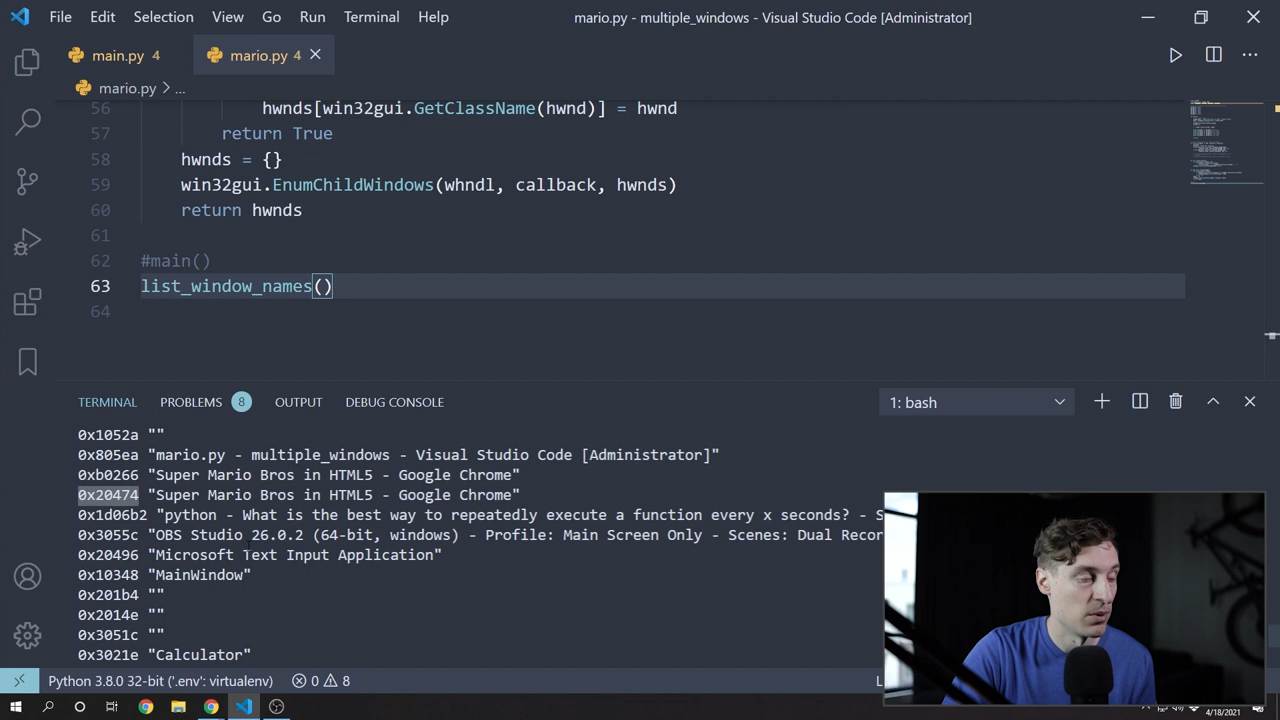 File Edit Selection View Go Run Terminal Help
mario.py - multiple_windows - Visual Studio Code [Administrator]
main.py 4
mario.py 4
mario.py > ...
56 hwnds[win32gui.GetClassName(hwnd)] = hwnd
57 return True
58 hwnds = {}
59 win32gui.EnumChildWindows(whndl, callback, hwnds)
60 return hwnds
61
62 #main()
63 list_window_names()
64
TERMINAL PROBLEMS 8 OUTPUT DEBUG CONSOLE 1: bash
0x1052a ""
0x805ea "mario.py - multiple_windows - Visual Studio Code [Administrator]"
0xb0266 "Super Mario Bros in HTML5 - Google Chrome"
0x20474 "Super Mario Bros in HTML5 - Google Chrome"
0x1d06b2 "python - What is the best way to repeatedly execute a function every x seconds? - S
0x3055c "OBS Studio 26.0.2 (64-bit, windows) - Profile: Main Screen Only - Scenes: Dual Recor
0x20496 "Microsoft Text Input Application"
0x10348 "MainWindow"
0x201b4 ""
0x2014e ""
0x3051c ""
0x3021e "Calculator"
Python 3.8.0 32-bit ('.env': virtualenv) 0 8 L
4/18/2021